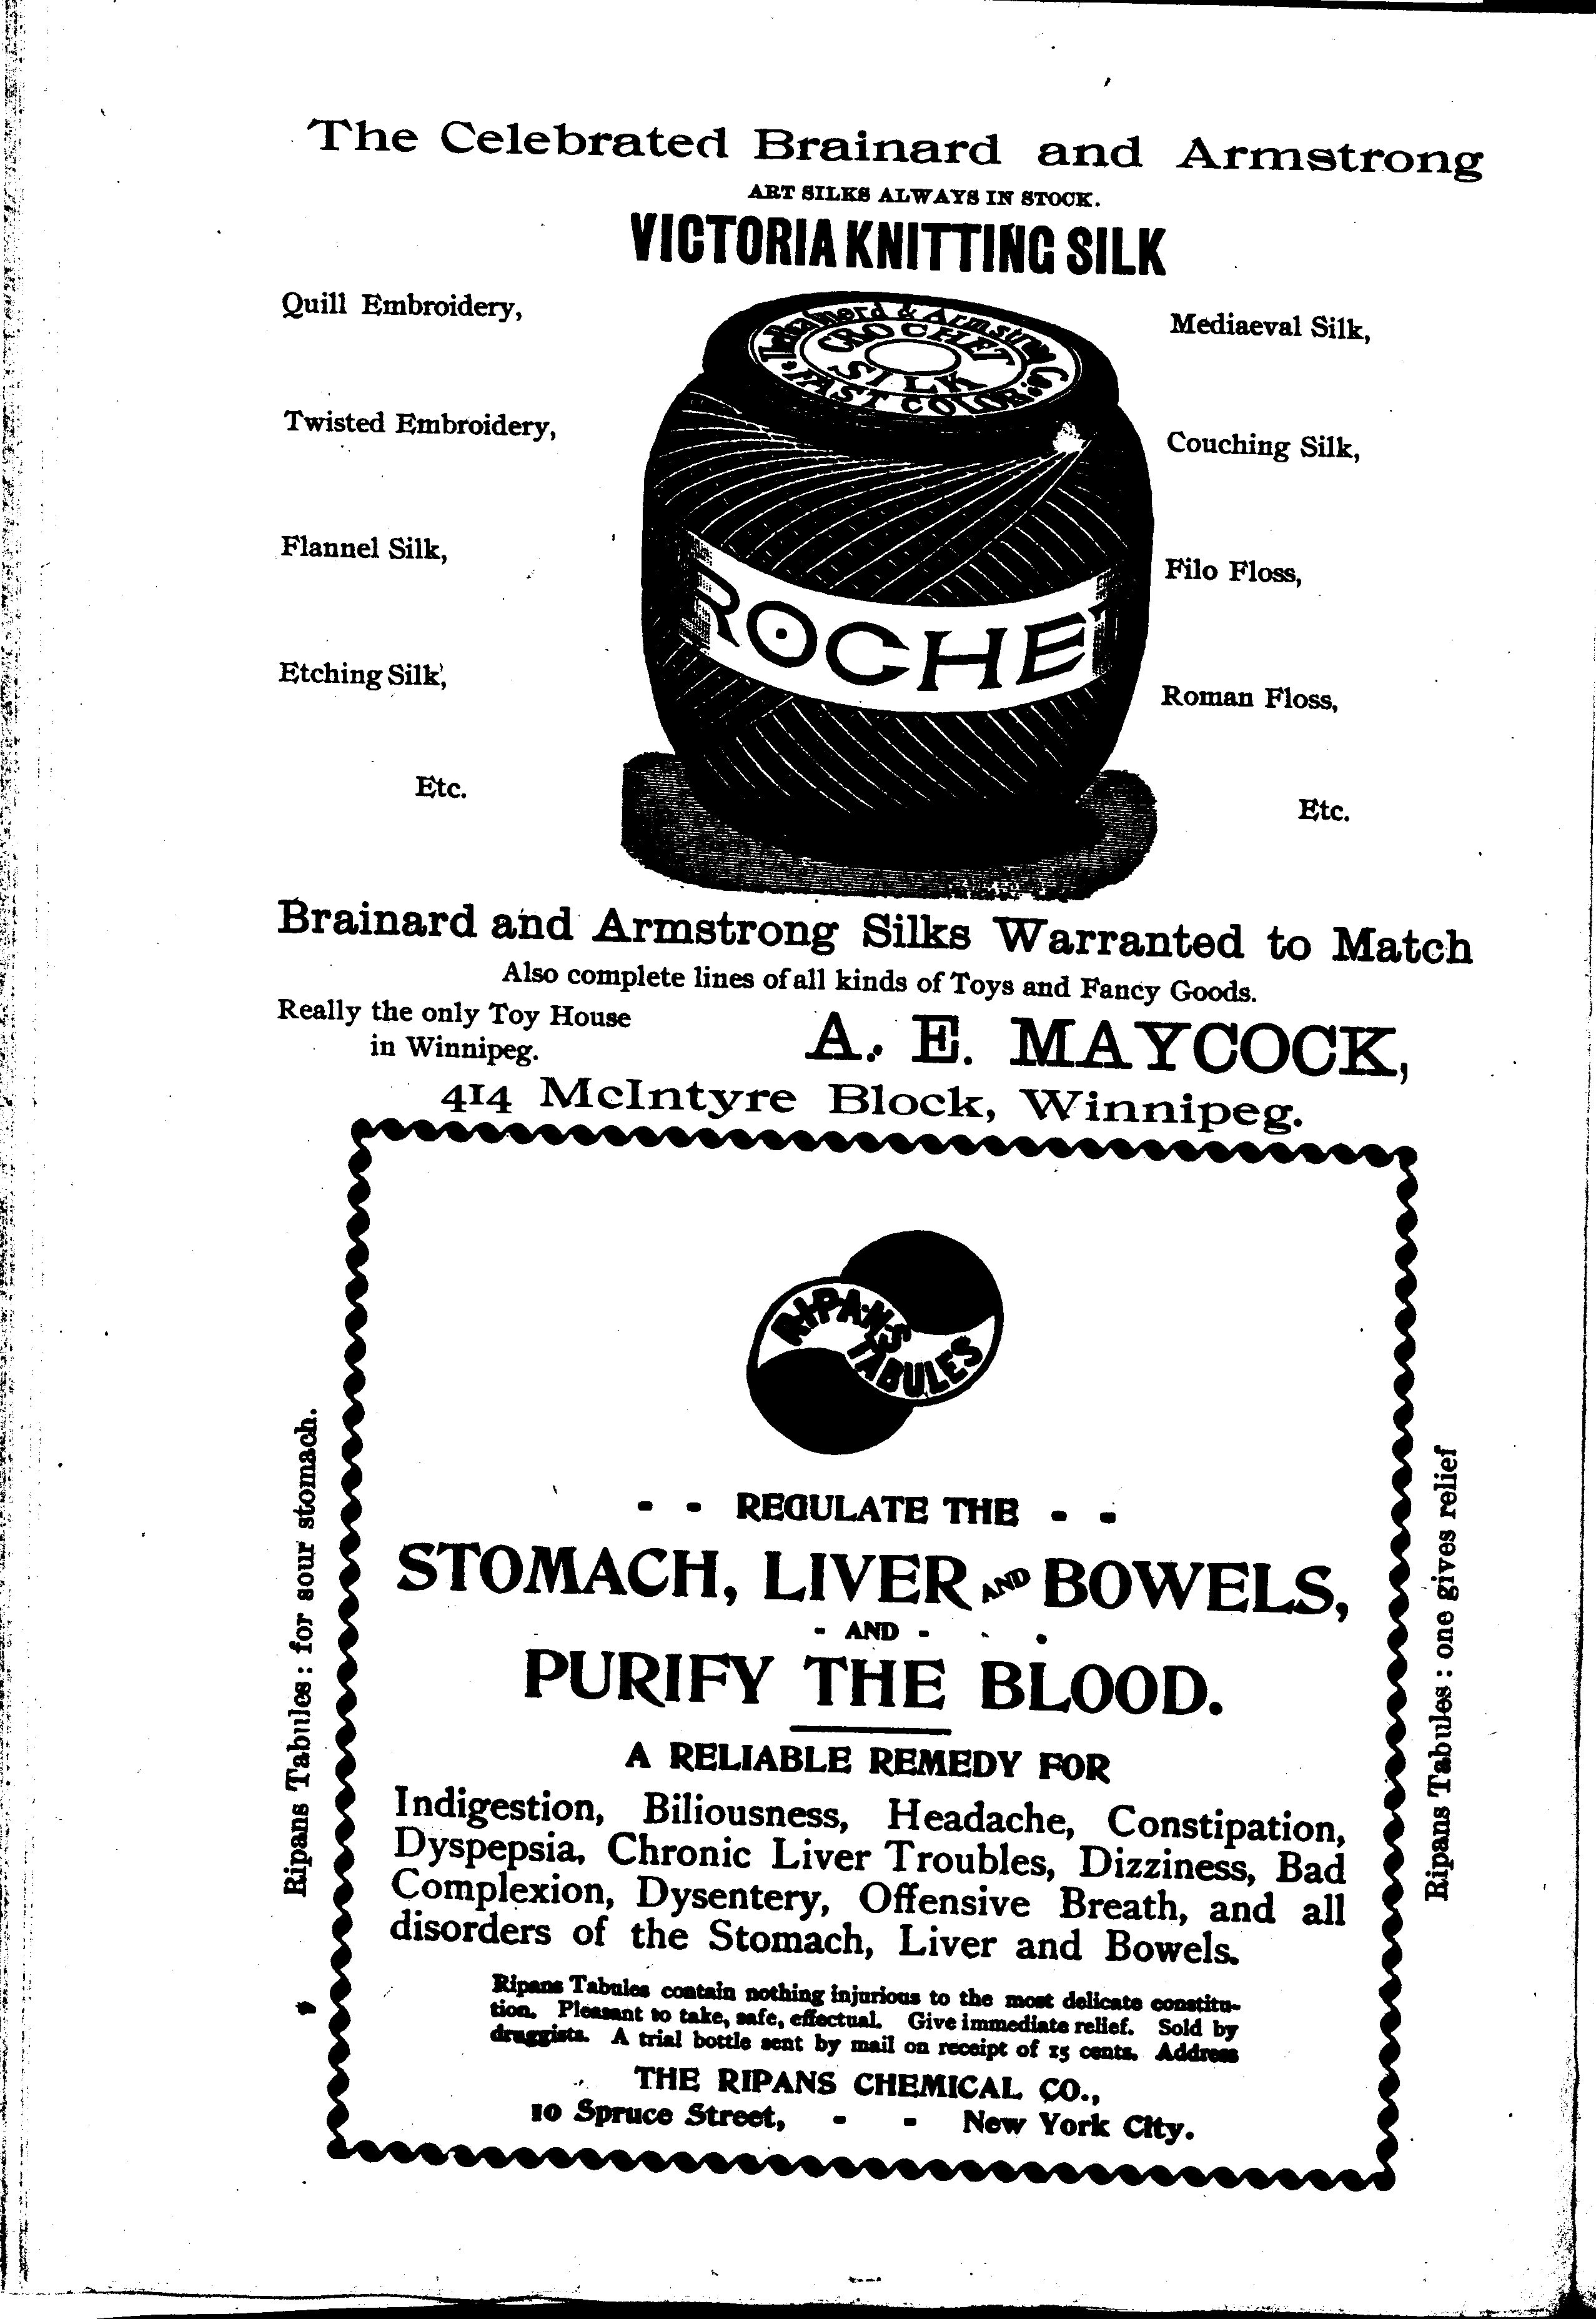 The Celebrated Brainard and Armstrong
ART SILKS ALWAYS IN STOCK.
VICTORIA KNITTING SILK
Quill Embroidery,
Twisted Embroidery,
Flannel Silk,
Etching Silk,
Etc.
The Brainerd & Armstrong Co.
CROCHET
SILK
FAST COLOR
ROCHET
Mediaeval Silk,
Couching Silk,
Filo Floss,
Roman Floss,
Etc.
Brainard and Armstrong Silks Warranted to Match
Also complete lines of all kinds of Toys and Fancy Goods.
Really the only Toy House
in Winnipeg.
A. E. MAYCOCK,
414 McIntyre Block, Winnipeg.
Ripans Tabules: for sour stomach.
R·I·P·A·N·S
TABULES
- - REGULATE THE - -
STOMACH, LIVER AND BOWELS,
- AND -
PURIFY THE BLOOD.
A RELIABLE REMEDY FOR
Indigestion, Biliousness, Headache, Constipation,
Dyspepsia, Chronic Liver Troubles, Dizziness, Bad
Complexion, Dysentery, Offensive Breath, and all
disorders of the Stomach, Liver and Bowels.
Ripans Tabules contain nothing injurious to the most delicate constitu-
tion. Pleasant to take, safe, effectual. Give immediate relief. Sold by
druggists. A trial bottle sent by mail on receipt of 15 cents. Address
THE RIPANS CHEMICAL CO.,
10 Spruce Street, - - New York City.
Ripans Tabules: one gives relief